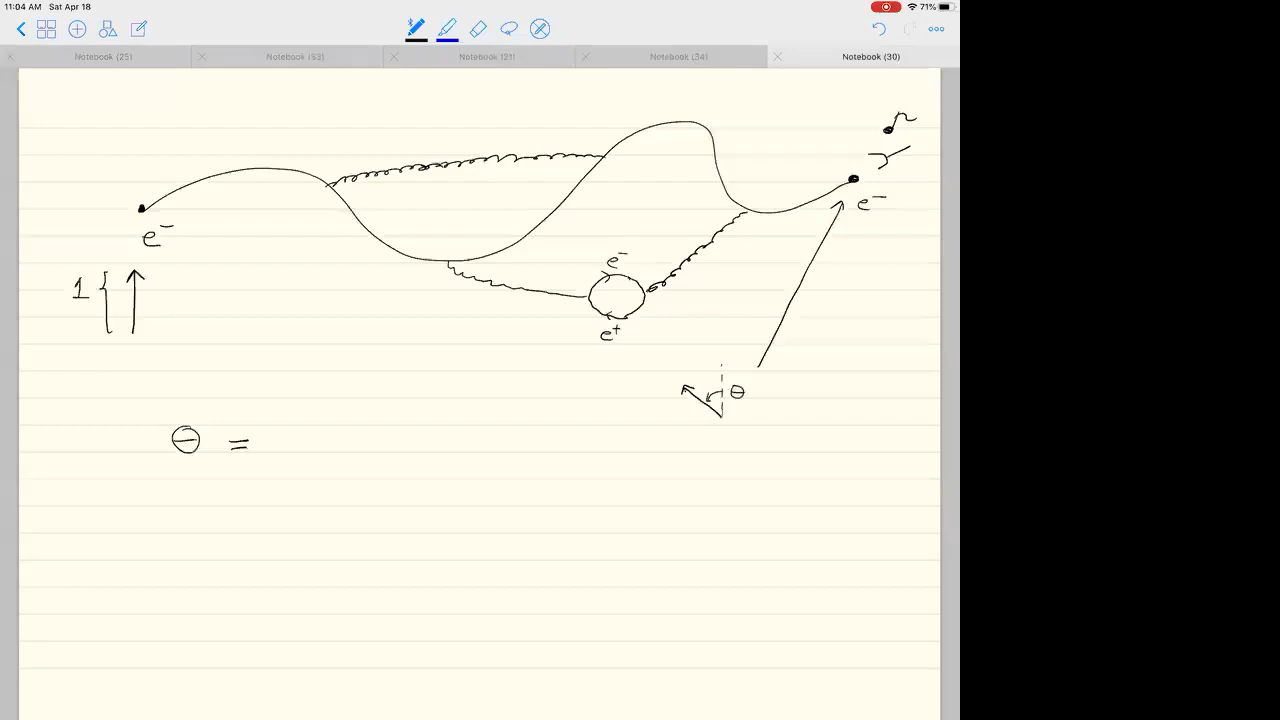 11:04 AM Sat Apr 18
71%
Notebook (25)
Notebook (53)
Notebook (21)
Notebook (34)
Notebook (30)
e⁻
e⁻
1
e⁻
e⁺
θ
θ =